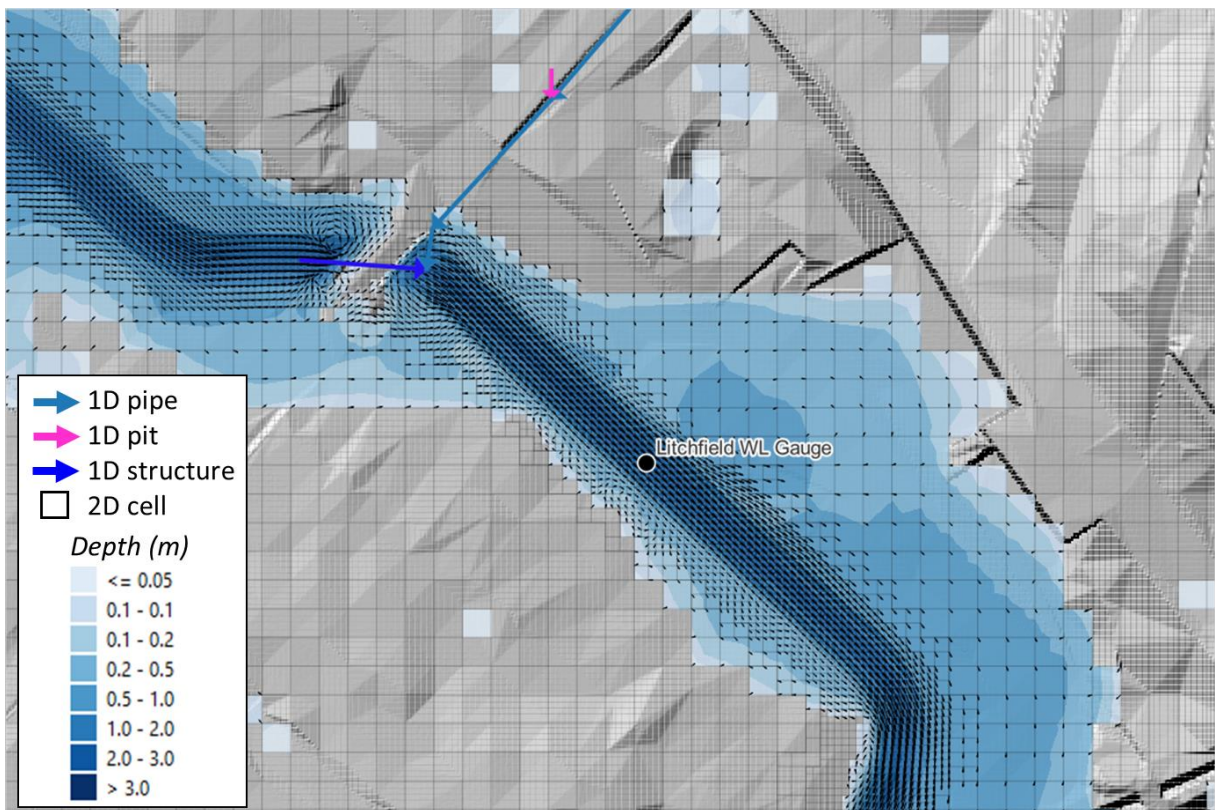 Litchfield WL Gauge
1D pipe
1D pit
1D structure
2D cell
Depth (m)
<= 0.05
0.1 - 0.1
0.1 - 0.2
0.2 - 0.5
0.5 - 1.0
1.0 - 2.0
2.0 - 3.0
> 3.0